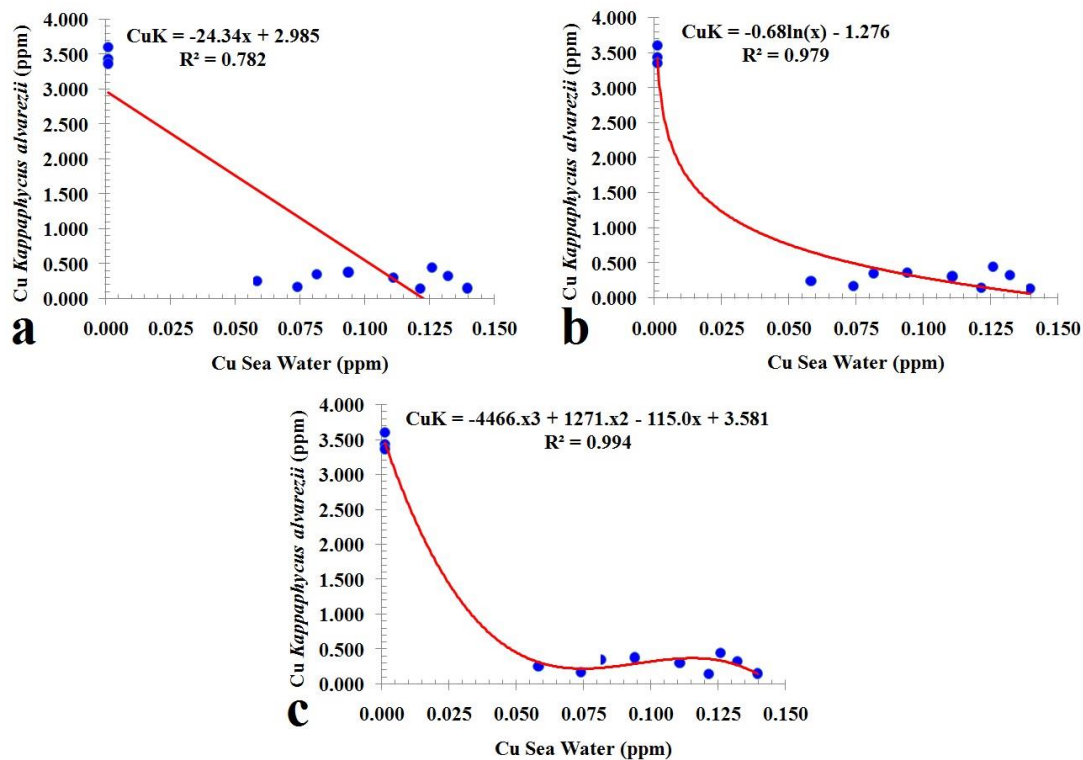 CuK = -24.34x + 2.985
R² = 0.782
Cu Kappaphycus alvarezii (ppm)
4.000
3.500
3.000
2.500
2.000
1.500
1.000
0.500
0.000
0.000 0.025 0.050 0.075 0.100 0.125 0.150
Cu Sea Water (ppm)
a
CuK = -0.68ln(x) - 1.276
R² = 0.979
Cu Kappaphycus alvarezii (ppm)
4.000
3.500
3.000
2.500
2.000
1.500
1.000
0.500
0.000
0.000 0.025 0.050 0.075 0.100 0.125 0.150
Cu Sea Water (ppm)
b
CuK = -4466.x3 + 1271.x2 - 115.0x + 3.581
R² = 0.994
Cu Kappaphycus alvarezii (ppm)
4.000
3.500
3.000
2.500
2.000
1.500
1.000
0.500
0.000
0.000 0.025 0.050 0.075 0.100 0.125 0.150
Cu Sea Water (ppm)
c